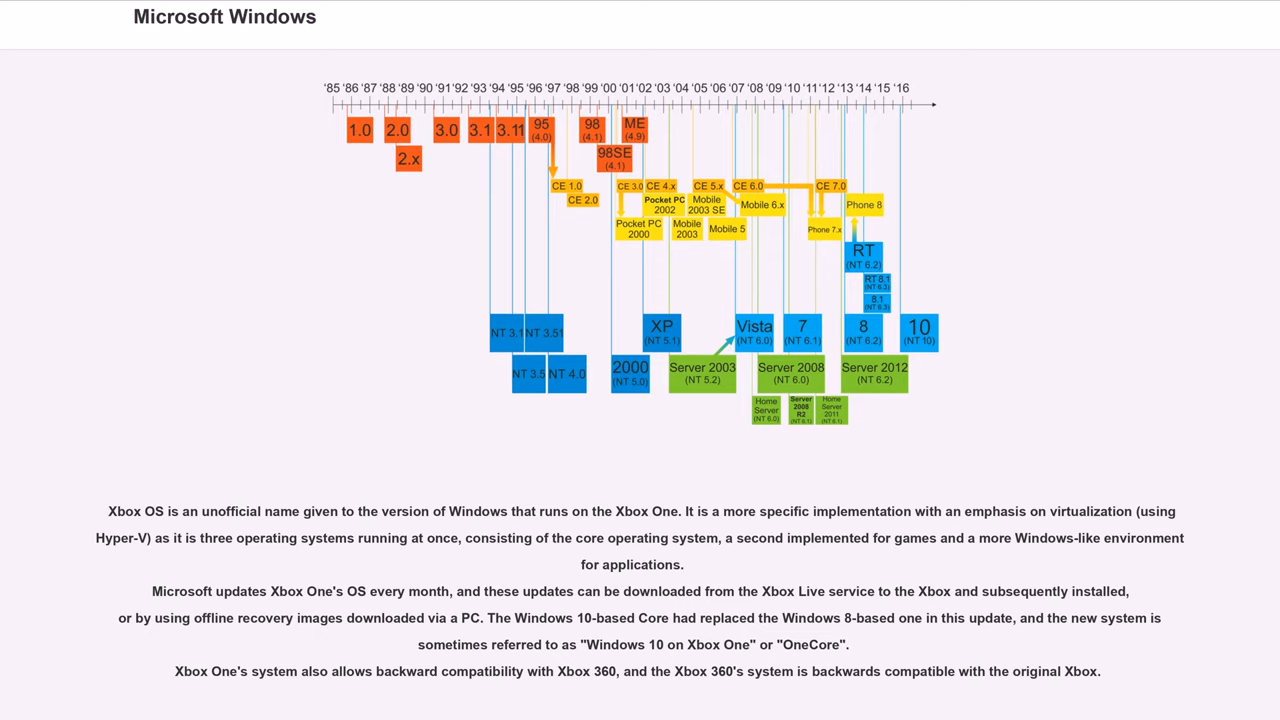 Microsoft Windows
'85 '86 '87 '88 '89 '90 '91 '92 '93 '94 '95 '96 '97 '98 '99 '00 '01 '02 '03 '04 '05 '06 '07 '08 '09 '10 '11 '12 '13 '14 '15 '16
1.0 2.0 3.0 3.1 3.11 95 (4.0) 98 (4.1) ME (4.9)
2.x 98SE (4.1)
CE 1.0 CE 3.0 CE 4.x CE 5.x CE 6.0 CE 7.0
CE 2.0 Pocket PC 2002 Mobile 2003 SE Mobile 6.x Phone 8
Pocket PC 2000 Mobile 2003 Mobile 5 Phone 7.x
RT (NT 6.2)
RT 8.1 (NT 6.3)
8.1 (NT 6.3)
NT 3.1 NT 3.51 XP (NT 5.1) Vista (NT 6.0) 7 (NT 6.1) 8 (NT 6.2) 10 (NT 10)
NT 3.5 NT 4.0 2000 (NT 5.0) Server 2003 (NT 5.2) Server 2008 (NT 6.0) Server 2012 (NT 6.2)
Home Server (NT 6.0) Server 2008 R2 (NT 6.1) Home Server 2011 (NT 6.1)
Xbox OS is an unofficial name given to the version of Windows that runs on the Xbox One. It is a more specific implementation with an emphasis on virtualization (using
Hyper-V) as it is three operating systems running at once, consisting of the core operating system, a second implemented for games and a more Windows-like environment
for applications.
Microsoft updates Xbox One's OS every month, and these updates can be downloaded from the Xbox Live service to the Xbox and subsequently installed,
or by using offline recovery images downloaded via a PC. The Windows 10-based Core had replaced the Windows 8-based one in this update, and the new system is
sometimes referred to as "Windows 10 on Xbox One" or "OneCore".
Xbox One's system also allows backward compatibility with Xbox 360, and the Xbox 360's system is backwards compatible with the original Xbox.